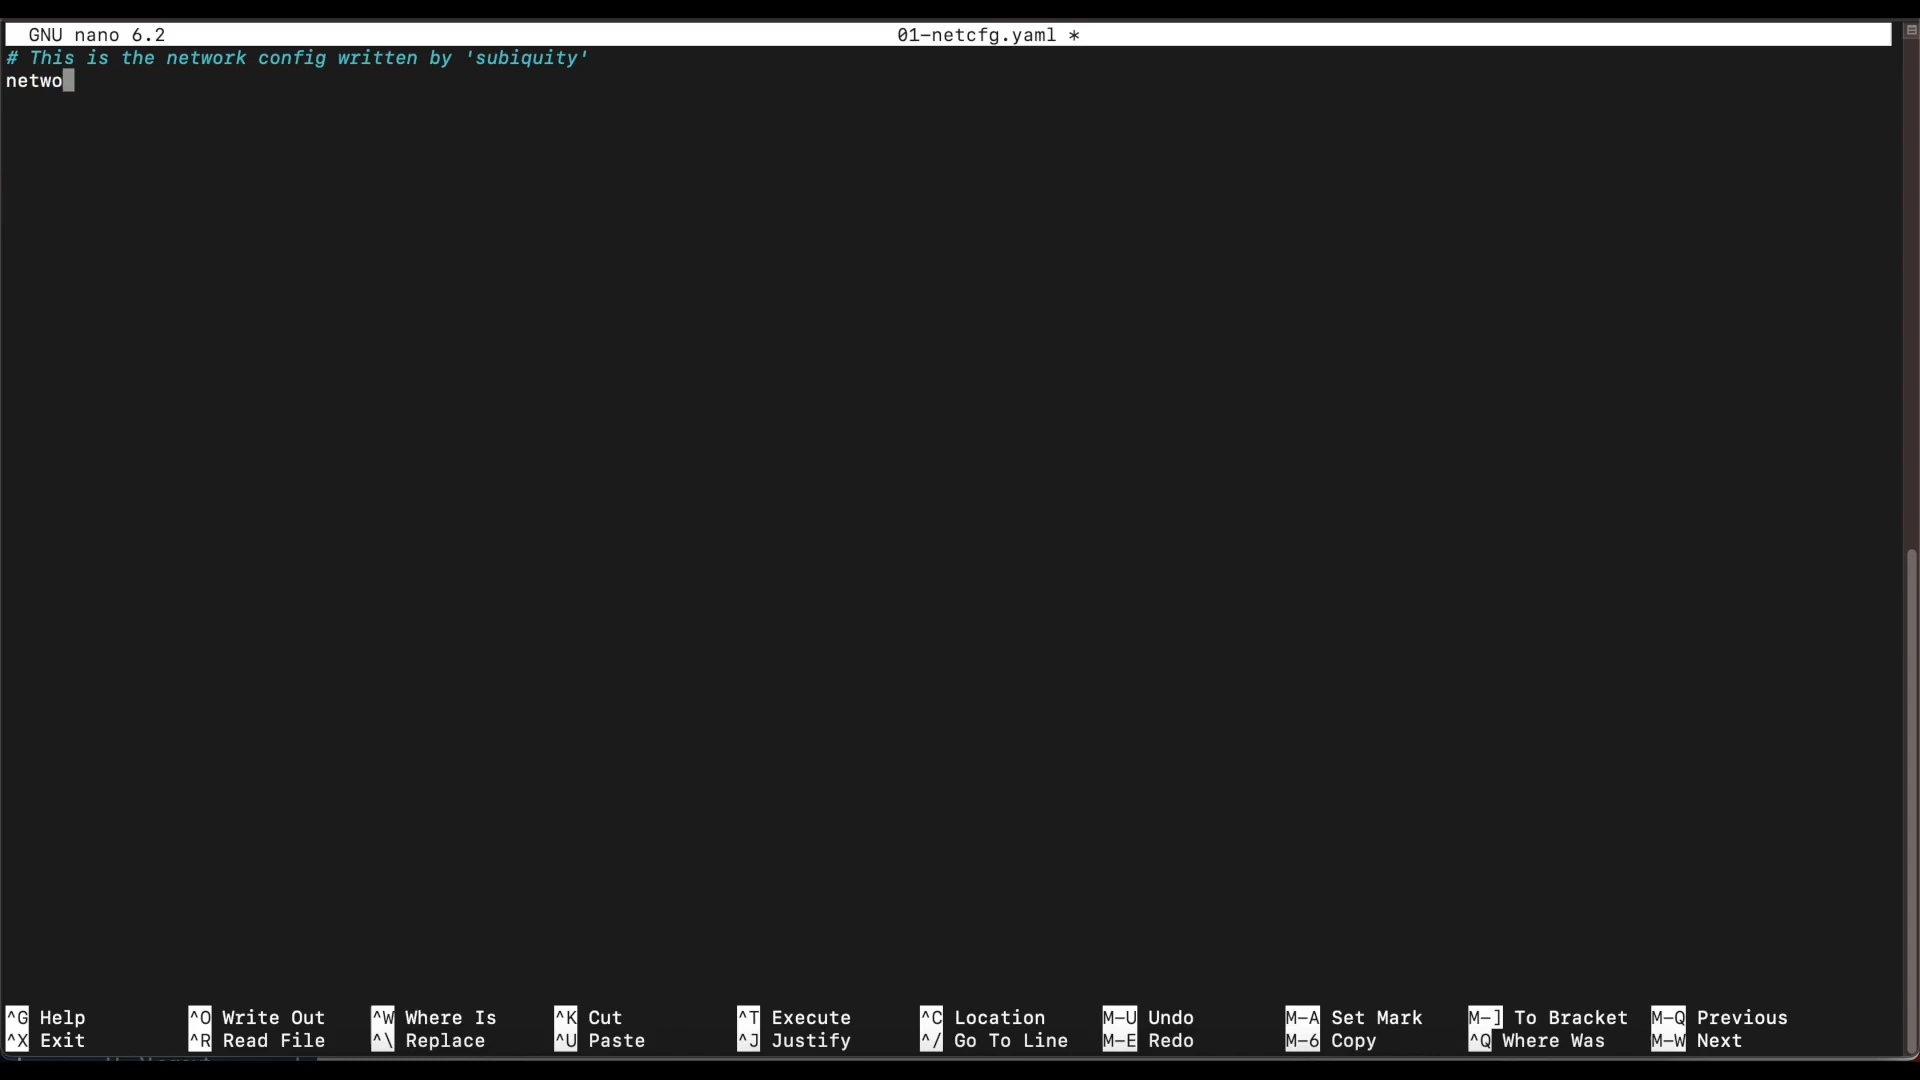 GNU nano 6.2 01-netcfg.yaml *
# This is the network config written by 'subiquity'
netwo
^G Help ^O Write Out ^W Where Is ^K Cut ^T Execute ^C Location M-U Undo M-A Set Mark M-] To Bracket M-Q Previous
^X Exit ^R Read File ^\ Replace ^U Paste ^J Justify ^/ Go To Line M-E Redo M-6 Copy ^Q Where Was M-W Next